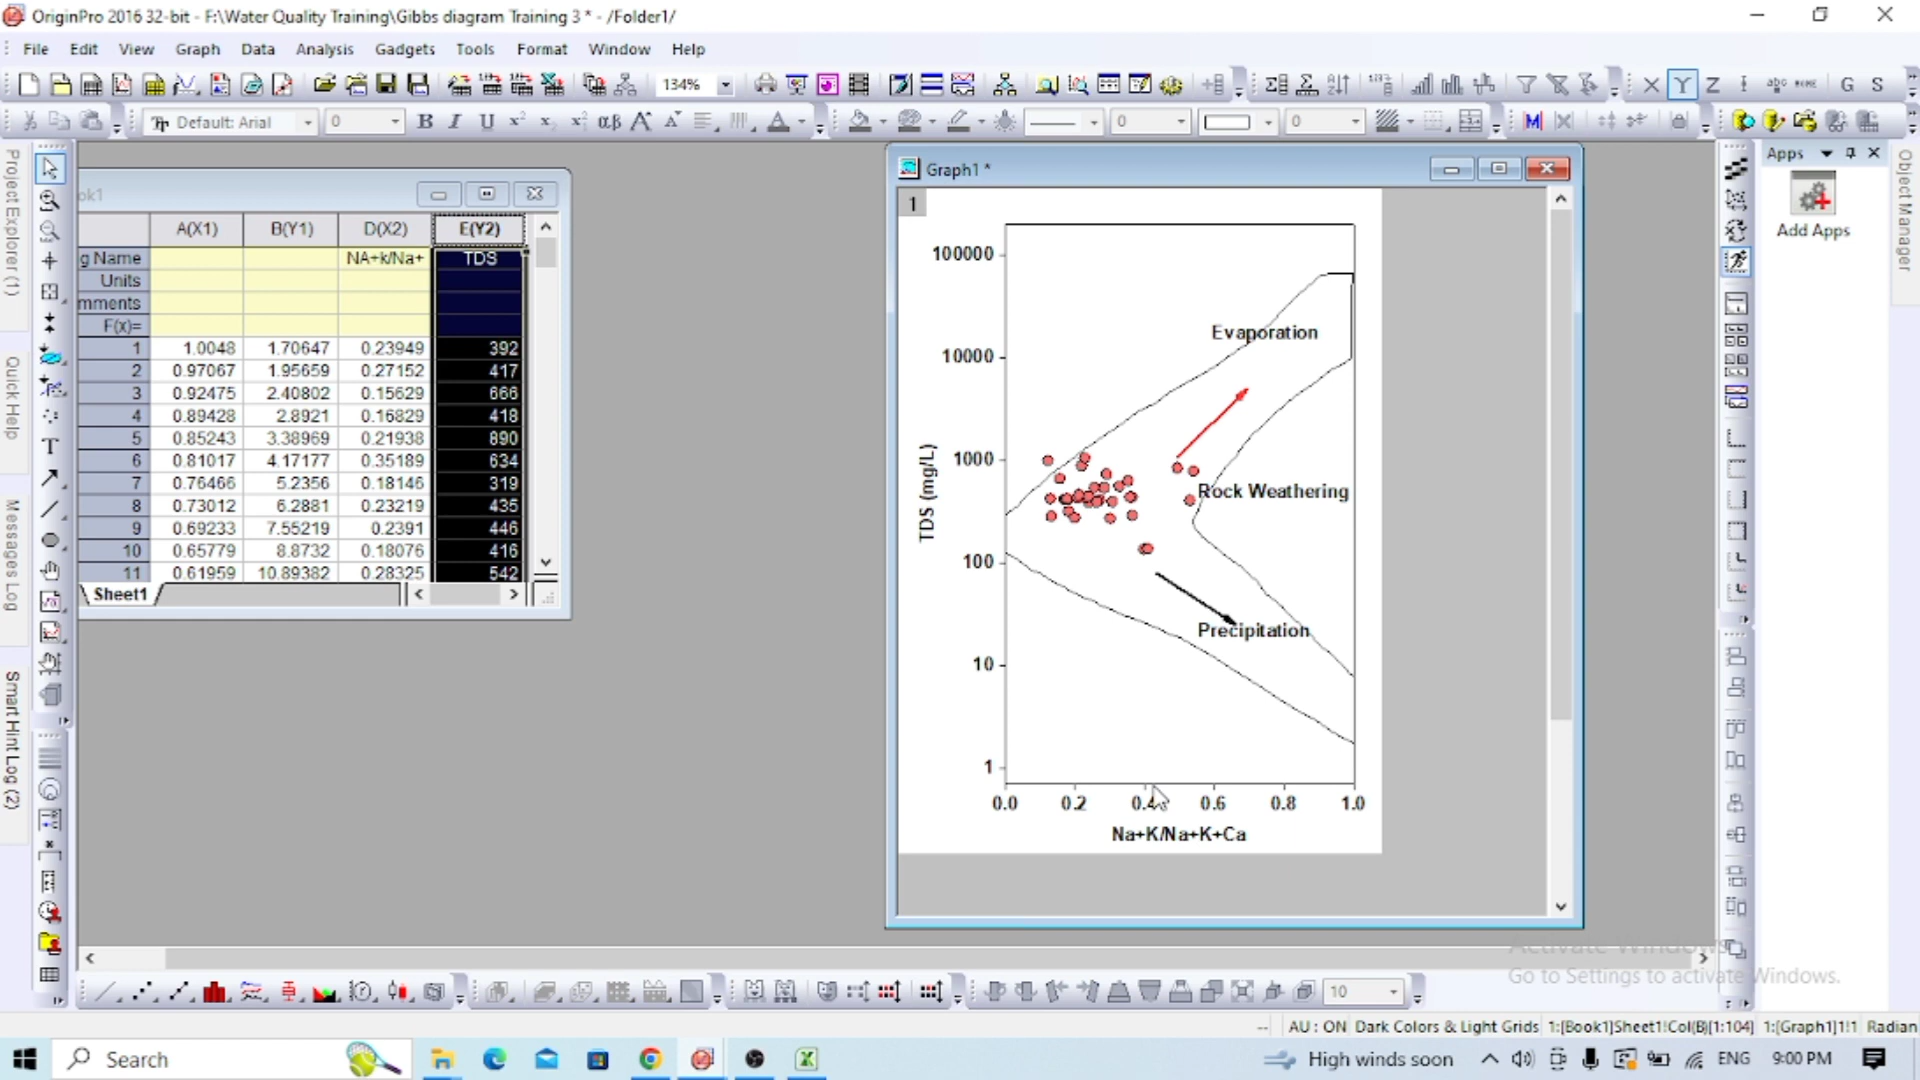 OriginPro 2016 32-bit - F:\Water Quality Training\Gibbs diagram Training 3 * - /Folder1/
File Edit View Graph Data Analysis Gadgets Tools Format Window Help
134%
X Y Z G S
Default: Arial 0 B I U 0 0
Project Explorer (1)
Quick Help
Messages Log
Smart Hint Log (2)
ok1
A(X1) B(Y1) D(X2) E(Y2)
g Name NA+k/Na+ TDS
Units
mments
F(x)=
1 1.0048 1.70647 0.23949 392
2 0.97067 1.95659 0.27152 417
3 0.92475 2.40802 0.15629 666
4 0.89428 2.8921 0.16829 418
5 0.85243 3.38969 0.21938 890
6 0.81017 4.17177 0.35189 634
7 0.76466 5.2356 0.18146 319
8 0.73012 6.2881 0.23219 435
9 0.69233 7.55219 0.2391 446
10 0.65779 8.8732 0.18076 416
11 0.61959 10.89382 0.28325 542
Sheet1
Graph1 *
1
100000
10000
1000
100
10
1
TDS (mg/L)
Evaporation
Rock Weathering
Precipitation
0.0 0.2 0.4 0.6 0.8 1.0
Na+K/Na+K+Ca
Apps
Add Apps
Object Manager
Activate Windows
Go to Settings to activate Windows.
10
-- AU : ON Dark Colors & Light Grids 1:[Book1]Sheet1!Col(B)[1:104] 1:[Graph1]1!1 Radian
Search
High winds soon
ENG 9:00 PM